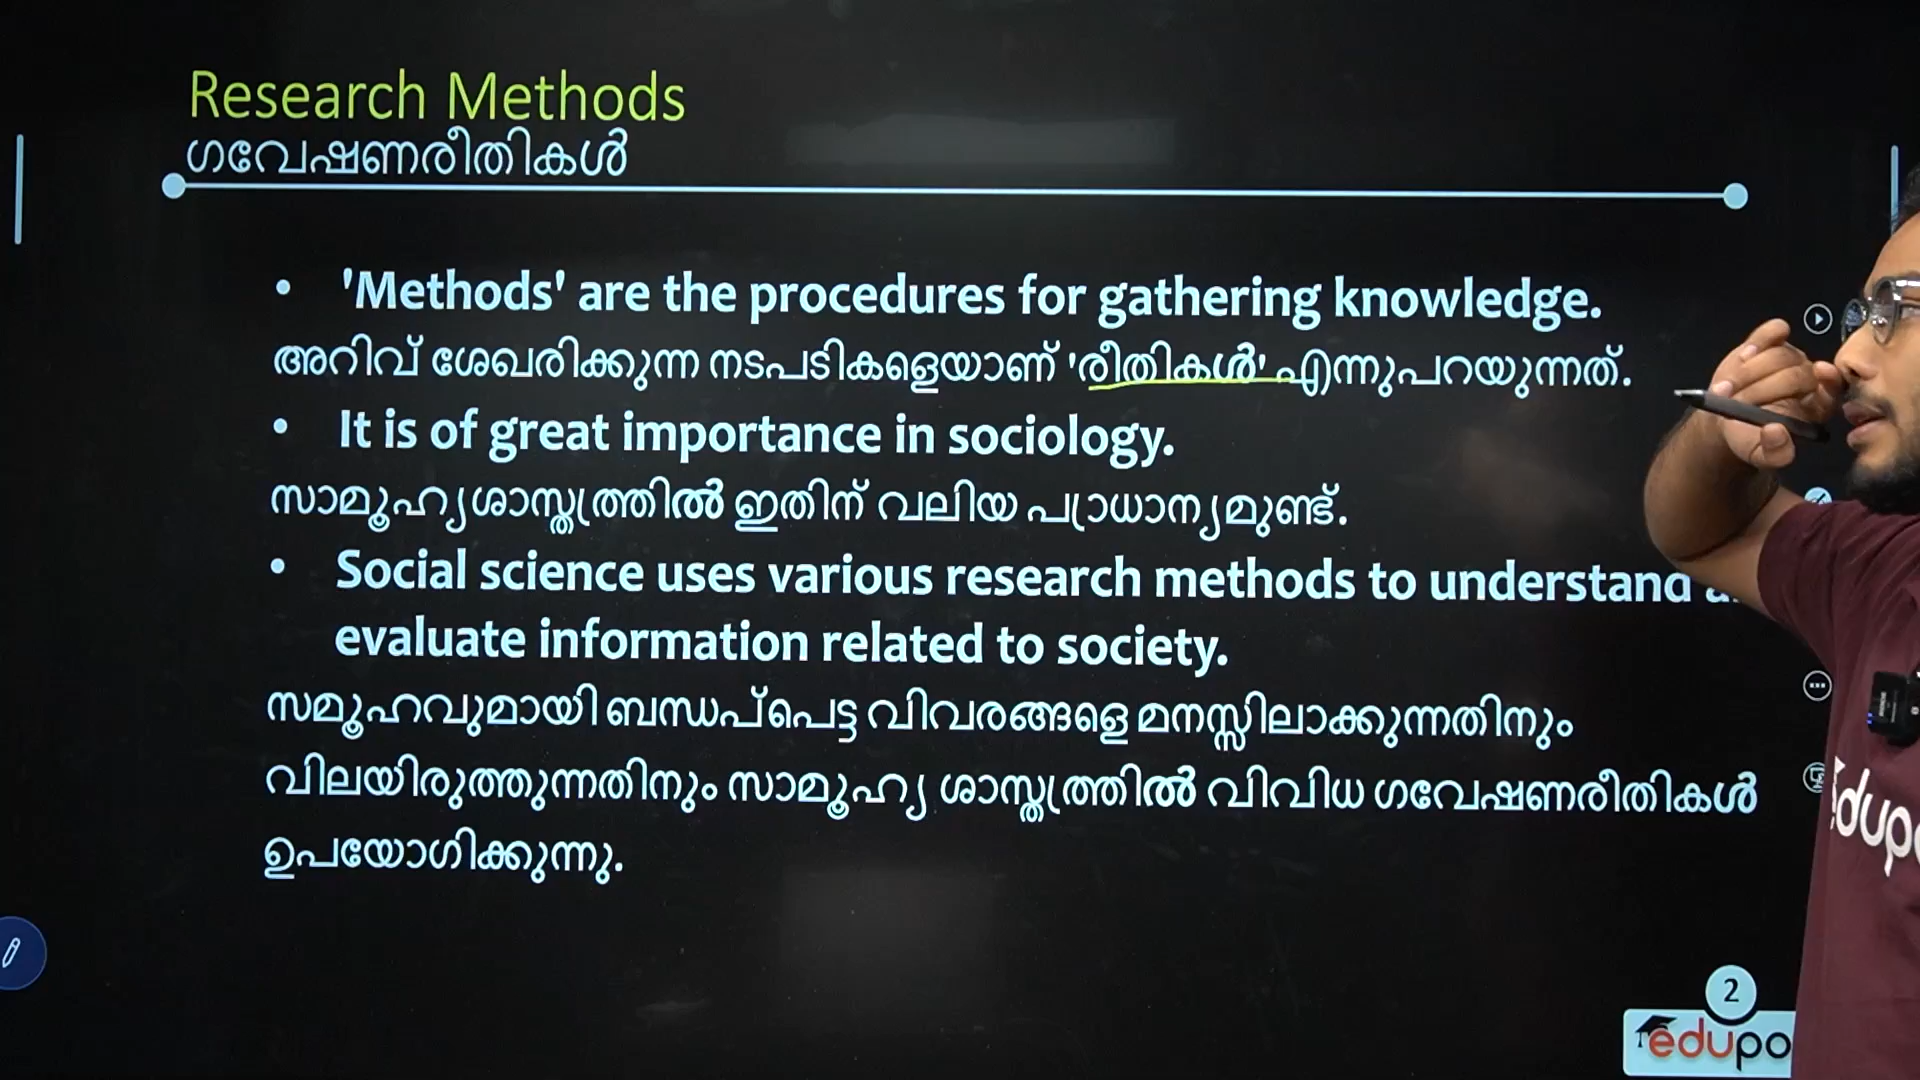 Research Methods
ഗവേഷണരീതികൾ
• 'Methods' are the procedures for gathering knowledge.
അറിവ് ശേഖരിക്കുന്ന നടപടികളെയാണ് 'രീതികൾ' എന്നുപറയുന്നത്.
• It is of great importance in sociology.
സാമൂഹ്യശാസ്ത്രത്തിൽ ഇതിന് വലിയ പ്രാധാന്യമുണ്ട്.
• Social science uses various research methods to understand
evaluate information related to society.
സമൂഹവുമായി ബന്ധപ്പെട്ട വിവരങ്ങളെ മനസ്സിലാക്കുന്നതിനും
വിലയിരുത്തുന്നതിനും സാമൂഹ്യ ശാസ്ത്രത്തിൽ വിവിധ ഗവേഷണരീതികൾ
ഉപയോഗിക്കുന്നു.
2